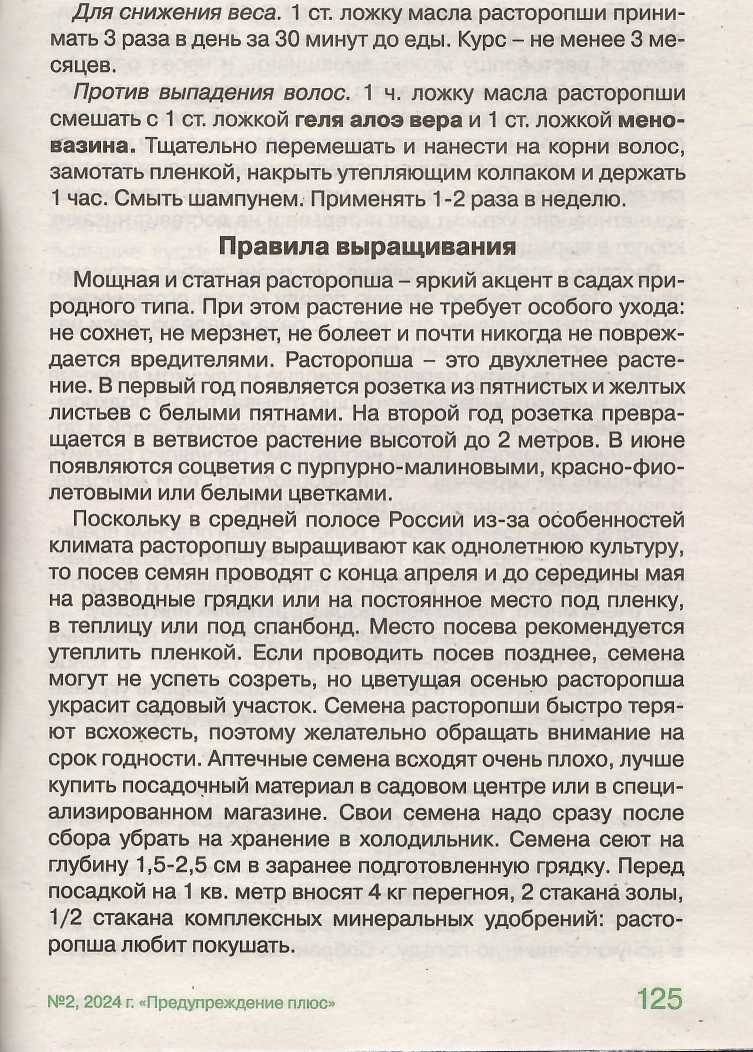 Для снижения веса. 1 ст. ложку масла расторопши прини-
мать 3 раза в день за 30 минут до еды. Курс – не менее 3 ме-
сяцев.
Против выпадения волос. 1 ч. ложку масла расторопши
смешать с 1 ст. ложкой геля алоэ вера и 1 ст. ложкой мено-
вазина. Тщательно перемешать и нанести на корни волос,
замотать пленкой, накрыть утепляющим колпаком и держать
1 час. Смыть шампунем. Применять 1-2 раза в неделю.
Правила выращивания
Мощная и статная расторопша – яркий акцент в садах при-
родного типа. При этом растение не требует особого ухода:
не сохнет, не мерзнет, не болеет и почти никогда не повреж-
дается вредителями. Расторопша – это двухлетнее расте-
ние. В первый год появляется розетка из пятнистых и желтых
листьев с белыми пятнами. На второй год розетка превра-
щается в ветвистое растение высотой до 2 метров. В июне
появляются соцветия с пурпурно-малиновыми, красно-фио-
летовыми или белыми цветками.
Поскольку в средней полосе России из-за особенностей
климата расторопшу выращивают как однолетнюю культуру,
то посев семян проводят с конца апреля и до середины мая
на разводные грядки или на постоянное место под пленку,
в теплицу или под спанбонд. Место посева рекомендуется
утеплить пленкой. Если проводить посев позднее, семена
могут не успеть созреть, но цветущая осенью расторопша
украсит садовый участок. Семена расторопши быстро теря-
ют всхожесть, поэтому желательно обращать внимание на
срок годности. Аптечные семена всходят очень плохо, лучше
купить посадочный материал в садовом центре или в специ-
ализированном магазине. Свои семена надо сразу после
сбора убрать на хранение в холодильник. Семена сеют на
глубину 1,5-2,5 см в заранее подготовленную грядку. Перед
посадкой на 1 кв. метр вносят 4 кг перегноя, 2 стакана золы,
1/2 стакана комплексных минеральных удобрений: расто-
ропша любит покушать.
№2, 2024 г. «Предупреждение плюс» 125